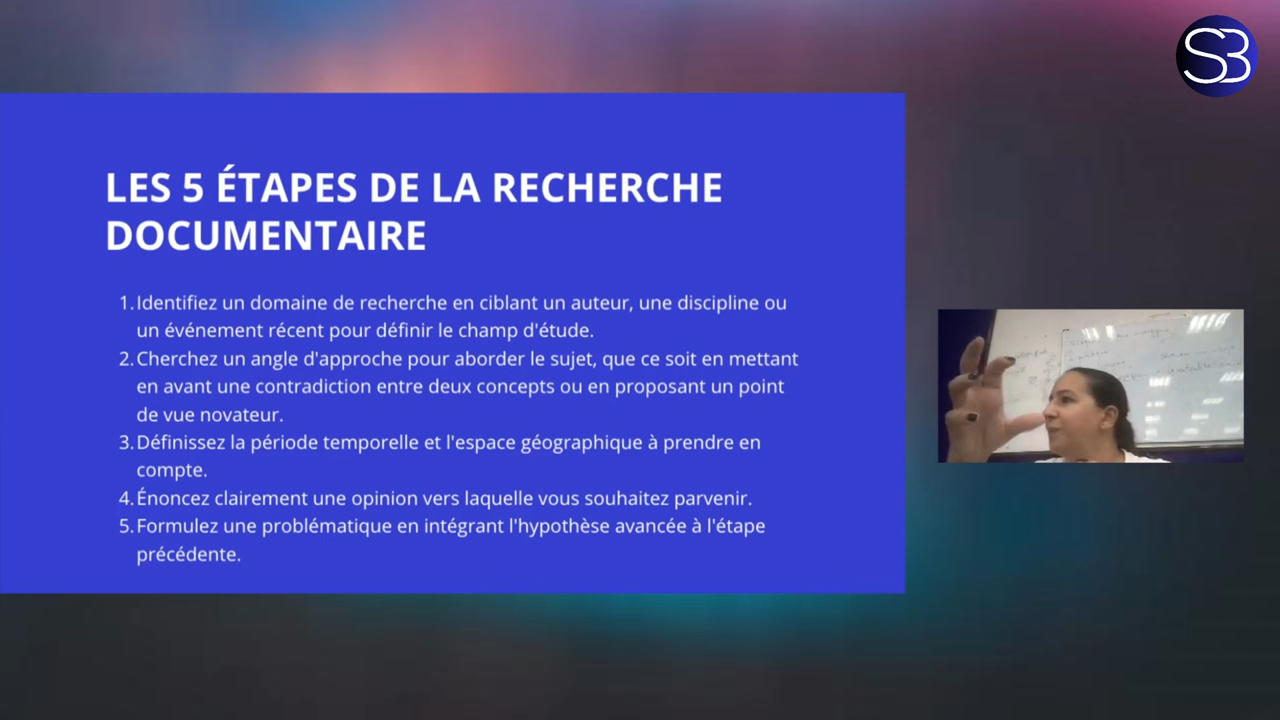 SB
LES 5 ÉTAPES DE LA RECHERCHE
DOCUMENTAIRE
1. Identifiez un domaine de recherche en ciblant un auteur, une discipline ou
un événement récent pour définir le champ d'étude.
2. Cherchez un angle d'approche pour aborder le sujet, que ce soit en mettant
en avant une contradiction entre deux concepts ou en proposant un point
de vue novateur.
3. Définissez la période temporelle et l'espace géographique à prendre en
compte.
4. Énoncez clairement une opinion vers laquelle vous souhaitez parvenir.
5. Formulez une problématique en intégrant l'hypothèse avancée à l'étape
précédente.